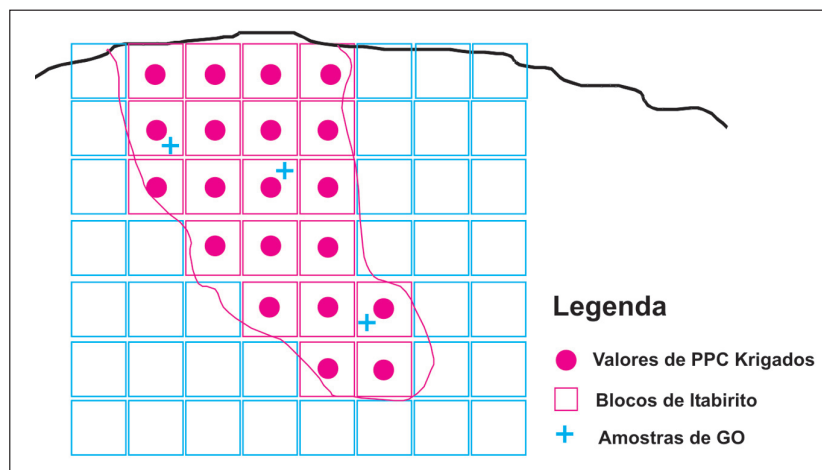 Legenda
Valores de PPC Krigados
Blocos de Itabirito
Amostras de GO